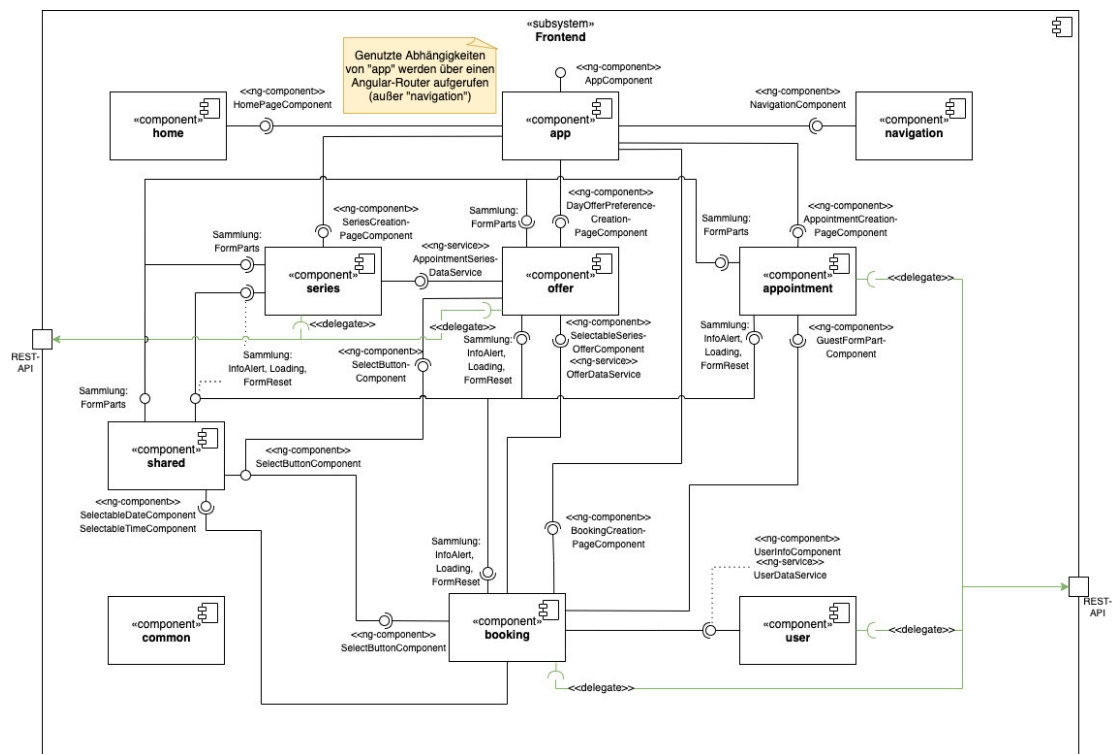 «subsystem»
Frontend
Genutzte Abhängigkeiten
von "app" werden über einen
Angular-Router aufgerufen
(außer "navigation")
<<ng-component>>
AppComponent
<<ng-component>>
HomePageComponent
<<ng-component>>
NavigationComponent
«component»
home
«component»
app
«component»
navigation
<<ng-component>>
SeriesCreation-
PageComponent
Sammlung:
FormParts
<<ng-component>>
DayOfferPreference-
Creation-
PageComponent
Sammlung:
FormParts
<<ng-component>>
AppointmentCreation-
PageComponent
Sammlung:
FormParts
<<ng-service>>
AppointmentSeries-
DataService
«component»
series
«component»
offer
«component»
appointment
<<delegate>>
<<delegate>>
<<delegate>>
REST-
API
Sammlung:
InfoAlert, Loading,
FormReset
<<ng-component>>
SelectButton-
Component
Sammlung:
InfoAlert,
Loading,
FormReset
<<ng-component>>
SelectableSeries-
OfferComponent
<<ng-service>>
OfferDataService
Sammlung:
InfoAlert,
Loading,
FormReset
<<ng-component>>
GuestFormPart-
Component
Sammlung:
FormParts
«component»
shared
<<ng-component>>
SelectButtonComponent
<<ng-component>>
SelectableDateComponent
SelectableTimeComponent
Sammlung:
InfoAlert,
Loading,
FormReset
<<ng-component>>
BookingCreation-
PageComponent
<<ng-component>>
UserInfoComponent
<<ng-service>>
UserDataService
REST-
API
«component»
common
<<ng-component>>
SelectButtonComponent
«component»
booking
«component»
user
<<delegate>>
<<delegate>>